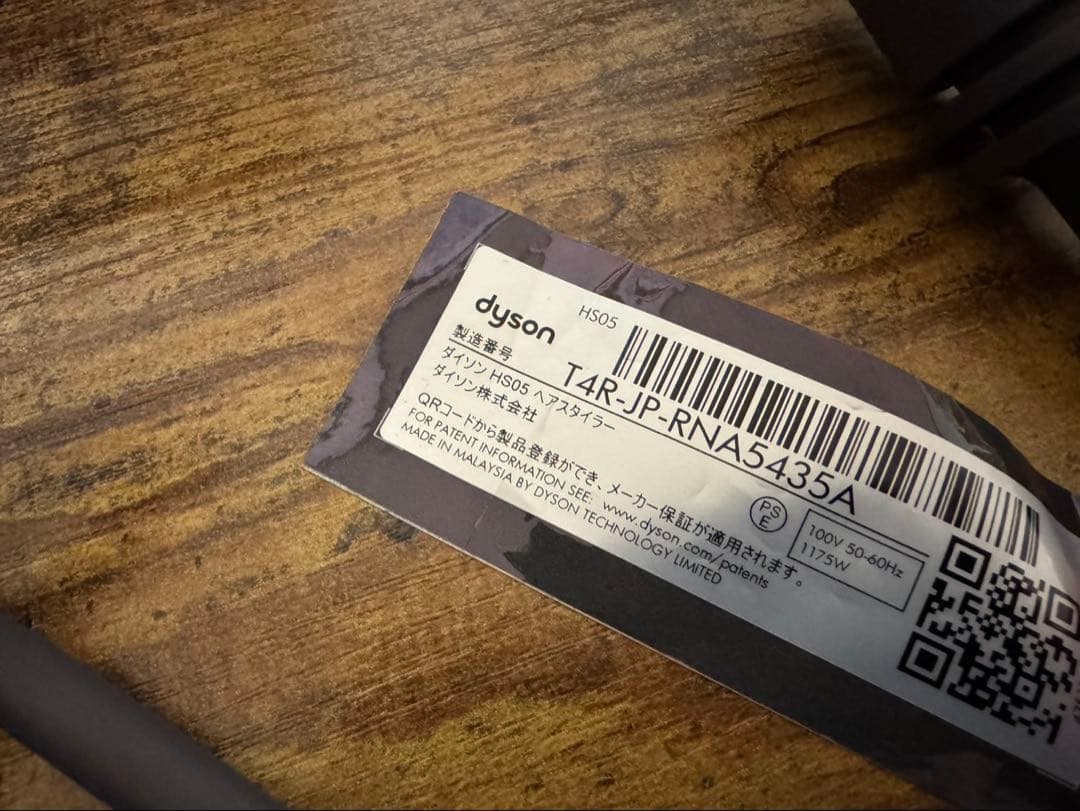 dyson
HS05
製造番号
T4R-JP-RNA5435A
ダイソン HS05 ヘアスタイラー
ダイソン株式会社
QRコードから製品登録ができ、メーカー保証が適用されます。
FOR PATENT INFORMATION SEE: www.dyson.com/patents
MADE IN MALAYSIA BY DYSON TECHNOLOGY LIMITED
PS
E
100V 50-60Hz
1175W